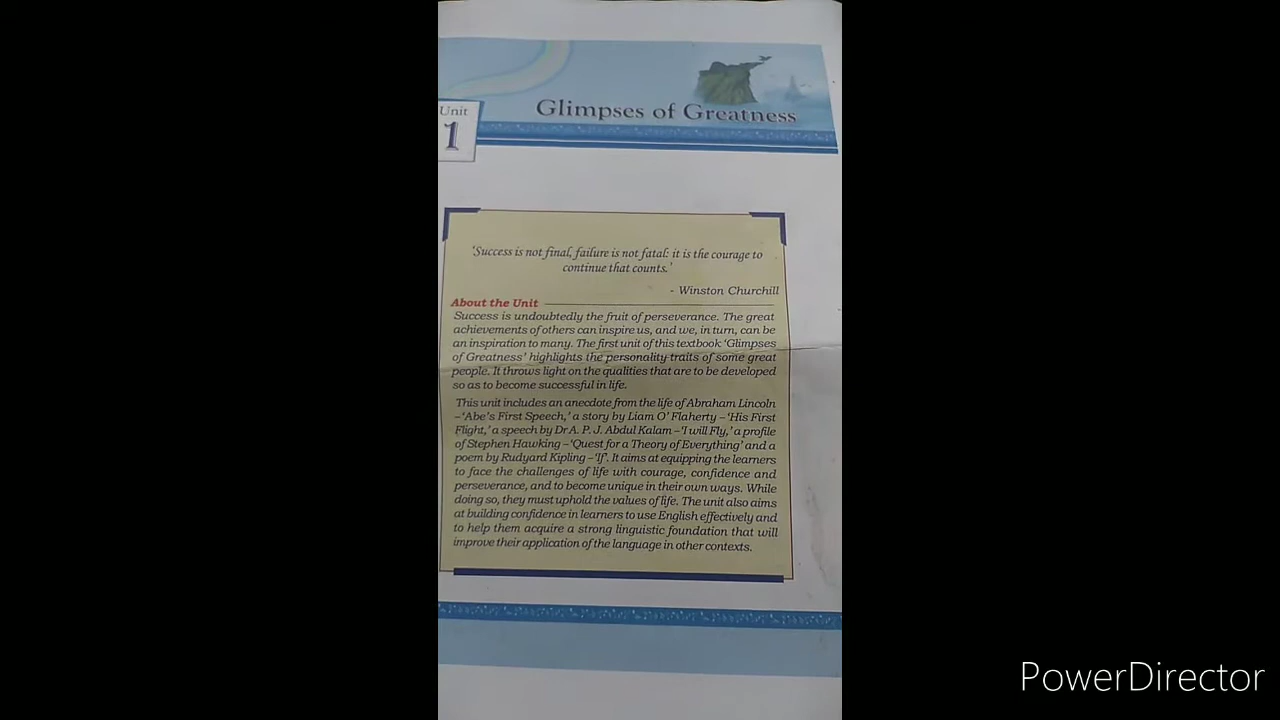 Unit
1
Glimpses of Greatness
'Success is not final, failure is not fatal: it is the courage to
continue that counts.'
- Winston Churchill
About the Unit
Success is undoubtedly the fruit of perseverance. The great
achievements of others can inspire us, and we, in turn, can be
an inspiration to many. The first unit of this textbook 'Glimpses
of Greatness' highlights the personality traits of some great
people. It throws light on the qualities that are to be developed
so as to become successful in life.
This unit includes an anecdote from the life of Abraham Lincoln
–'Abe's First Speech,' a story by Liam O' Flaherty – 'His First
Flight,' a speech by Dr A. P. J. Abdul Kalam – 'I will Fly,' a profile
of Stephen Hawking – 'Quest for a Theory of Everything' and a
poem by Rudyard Kipling – 'If'. It aims at equipping the learners
to face the challenges of life with courage, confidence and
perseverance, and to become unique in their own ways. While
doing so, they must uphold the values of life. The unit also aims
at building confidence in learners to use English effectively and
to help them acquire a strong linguistic foundation that will
improve their application of the language in other contexts.
PowerDirector